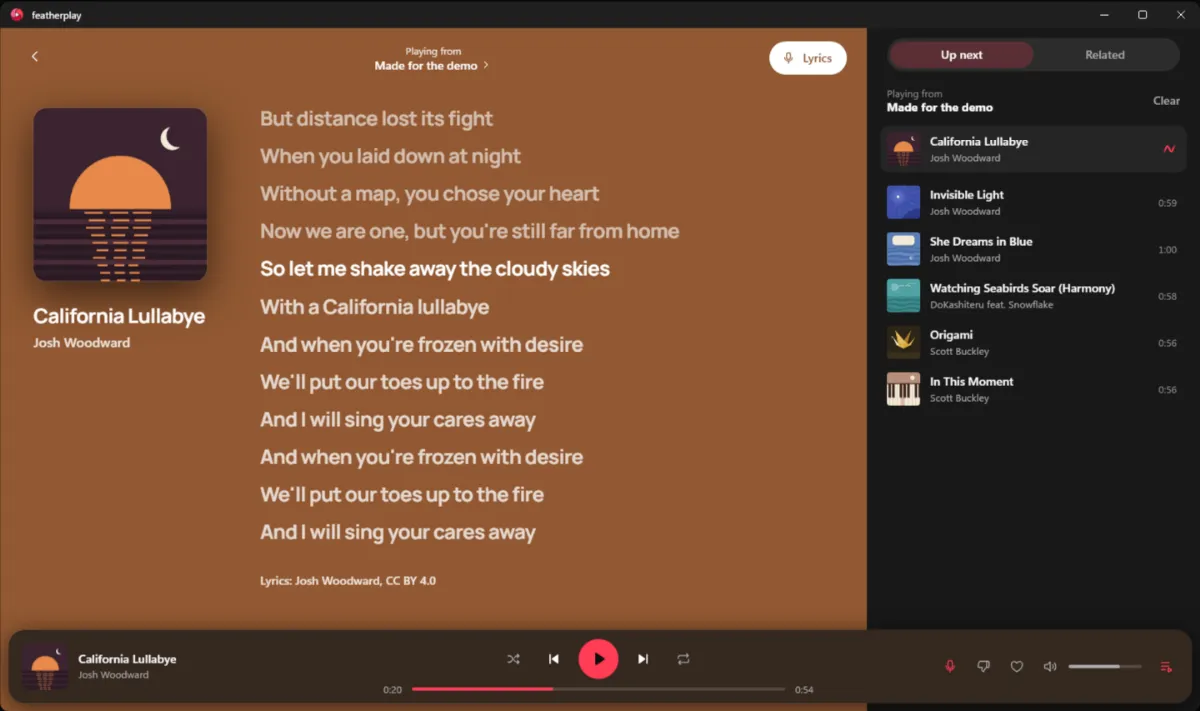 featherplay
Playing from
Made for the demo
Lyrics
California Lullabye
Josh Woodward
But distance lost its fight
When you laid down at night
Without a map, you chose your heart
Now we are one, but you're still far from home
So let me shake away the cloudy skies
With a California lullabye
And when you're frozen with desire
We'll put our toes up to the fire
And I will sing your cares away
And when you're frozen with desire
We'll put our toes up to the fire
And I will sing your cares away
Lyrics: Josh Woodward, CC BY 4.0
Up next
Related
Playing from
Made for the demo
Clear
California Lullabye
Josh Woodward
Invisible Light
Josh Woodward
0:59
She Dreams in Blue
Josh Woodward
1:00
Watching Seabirds Soar (Harmony)
DoKashiteru feat. Snowflake
0:58
Origami
Scott Buckley
0:56
In This Moment
Scott Buckley
0:56
California Lullabye
Josh Woodward
0:20
0:54